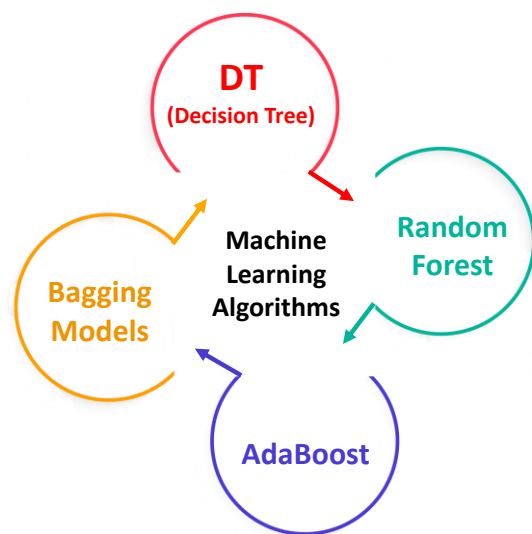 DT
(Decision Tree)
Random
Forest
Machine
Learning
Algorithms
Bagging
Models
AdaBoost